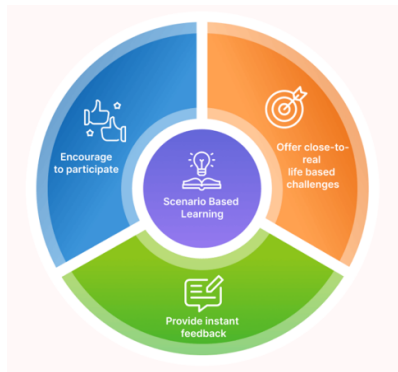 Encourage
to participate
Offer close-to-
real
life based
challenges
Scenario Based
Learning
Provide instant
feedback